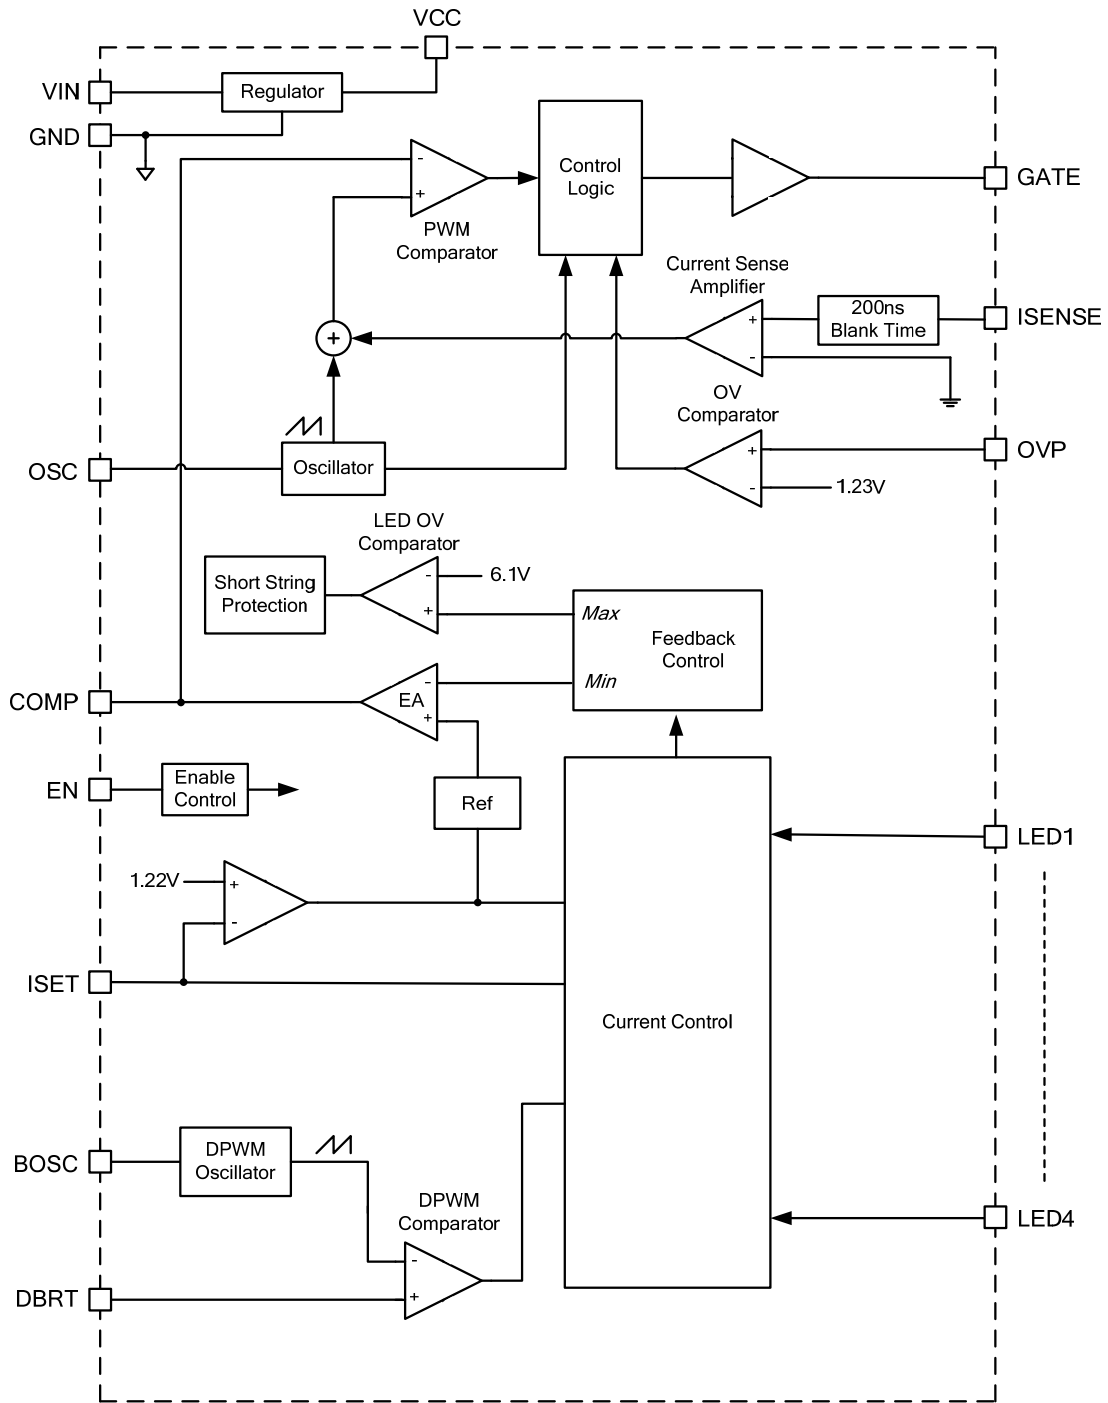 VCC
VIN
Regulator
GND
Control
Logic
-
+
PWM
Comparator
GATE
Current Sense
Amplifier
200ns
Blank Time
ISENSE
+
-
+
OV
Comparator
OSC
Oscillator
+
-
1.23V
OVP
LED OV
Comparator
Short String
Protection
-
6.1V
+
Max
Feedback
Control
Min
COMP
EA
-
+
EN
Enable
Control
Ref
LED1
1.22V
+
-
ISET
Current Control
BOSC
DPWM
Oscillator
DPWM
Comparator
LED4
-
+
DBRT